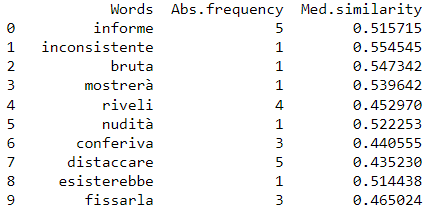 Words Abs.frequency Med.similarity
0 informe 5 0.515715
1 inconsistente 1 0.554545
2 bruta 1 0.547342
3 mostrerà 1 0.539642
4 riveli 4 0.452970
5 nudità 1 0.522253
6 conferiva 3 0.440555
7 distaccare 5 0.435230
8 esisterebbe 1 0.514438
9 fissarla 3 0.465024